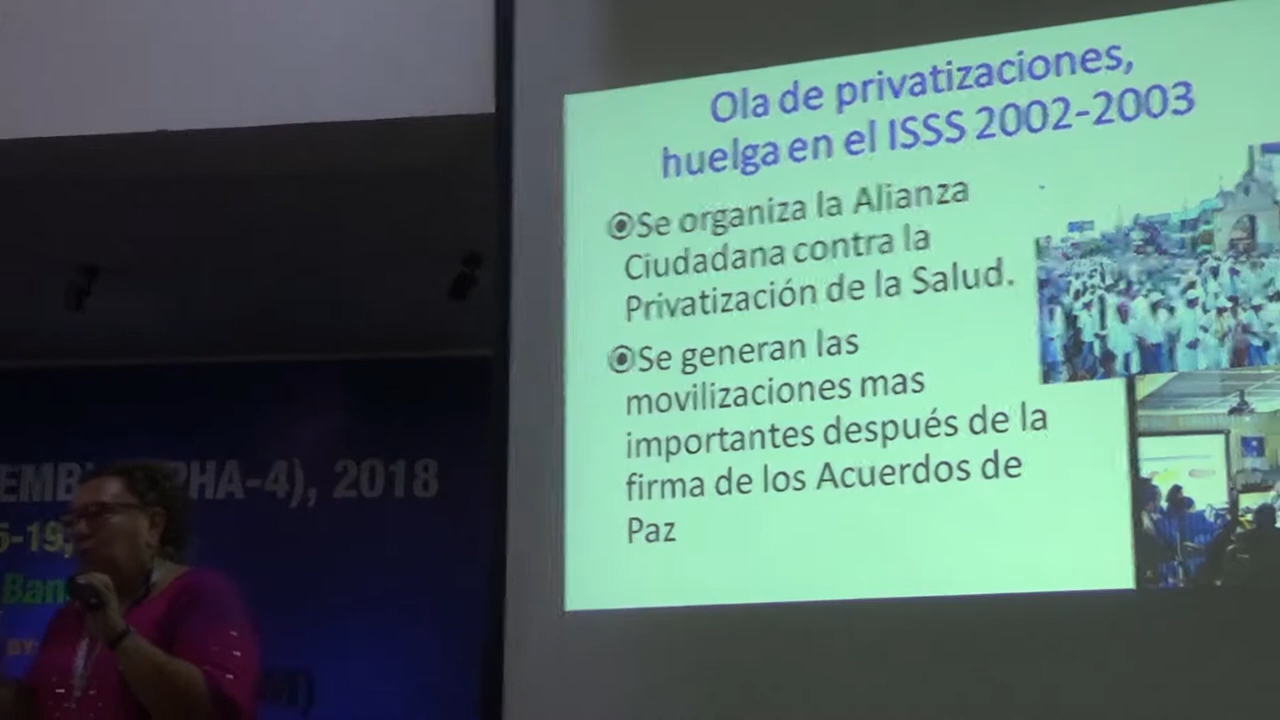 Ola de privatizaciones,
huelga en el ISSS 2002-2003
Se organiza la Alianza
Ciudadana contra la
Privatización de la Salud.
Se generan las
movilizaciones mas
importantes después de la
firma de los Acuerdos de
Paz
PHA-4), 2018
BY: